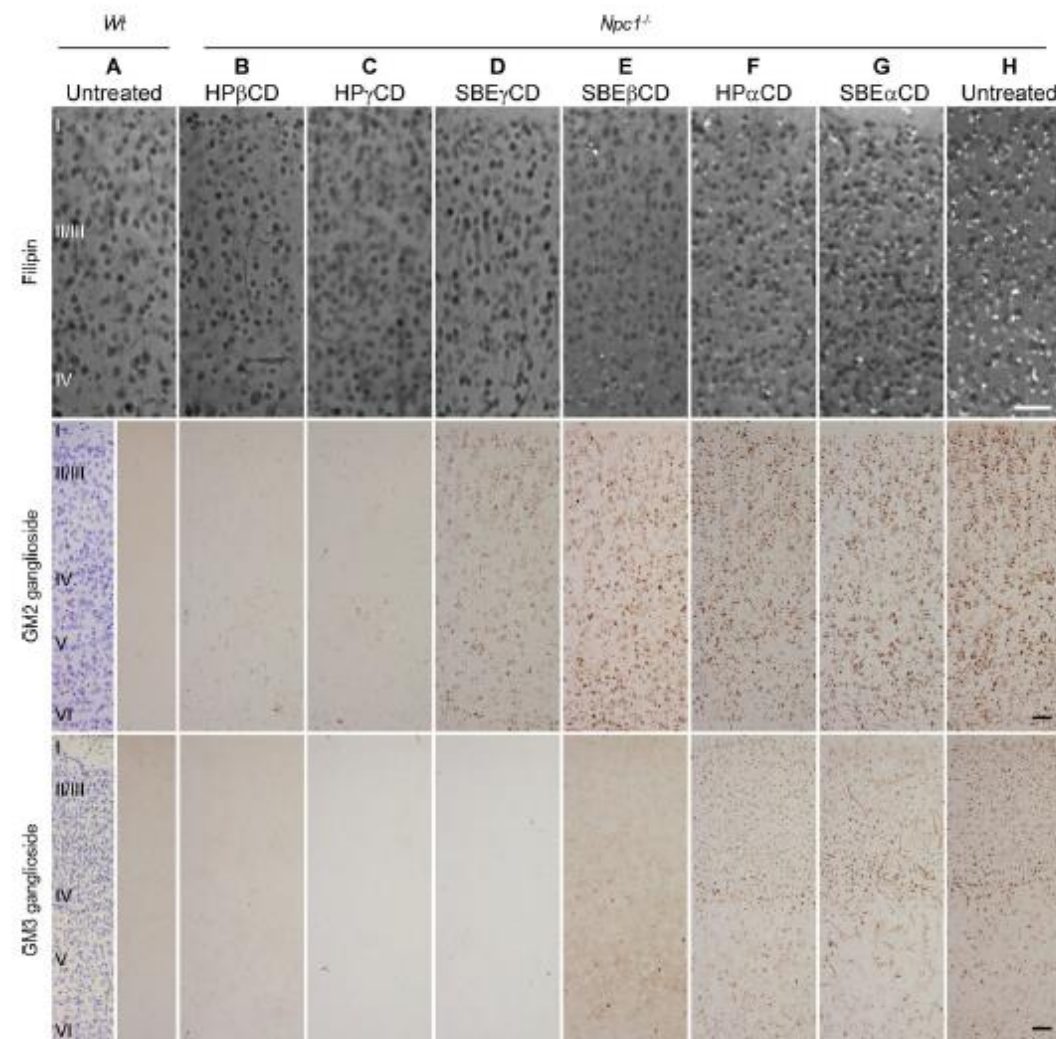 Wt Npc1-/-
A B C D E F G H
Untreated HPβCD HPγCD SBEγCD SBEβCD HPαCD SBEαCD Untreated
Filipin
I
II/III
IV
GM2 ganglioside
I
II/III
IV
V
VI
GM3 ganglioside
I
II/III
IV
V
VI